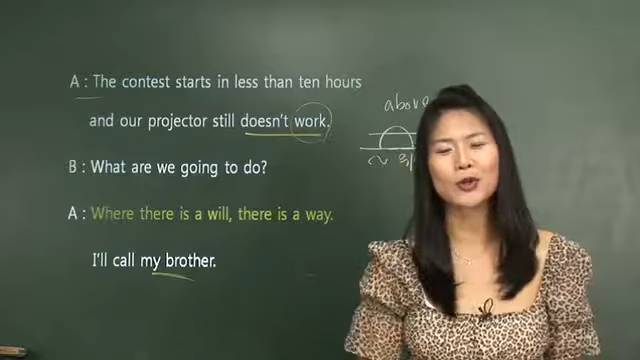 A : The contest starts in less than ten hours
and our projector still doesn't work.
above
B : What are we going to do?
A : Where there is a will, there is a way.
I'll call my brother.